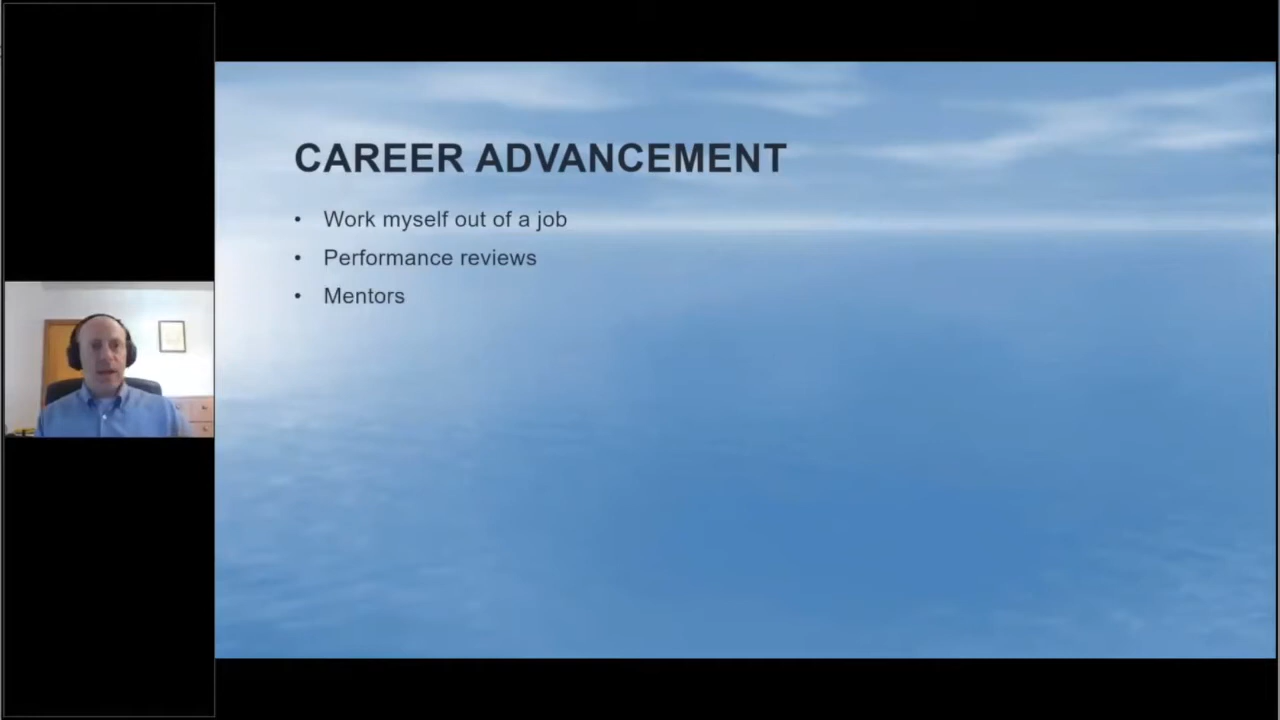 CAREER ADVANCEMENT
• Work myself out of a job
• Performance reviews
• Mentors